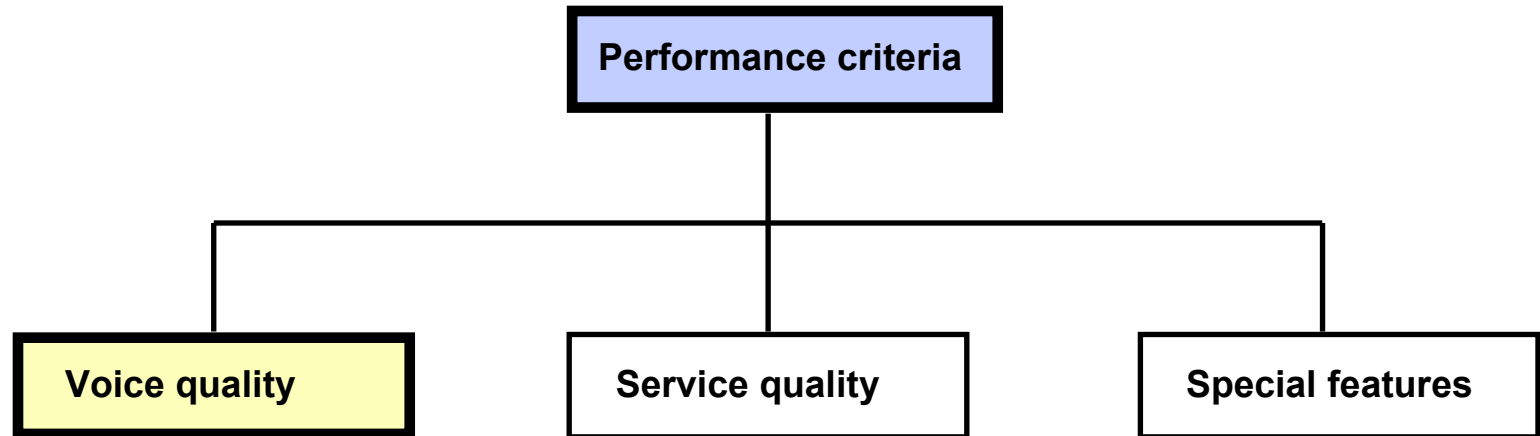 Performance criteria
Voice quality
Service quality
Special features